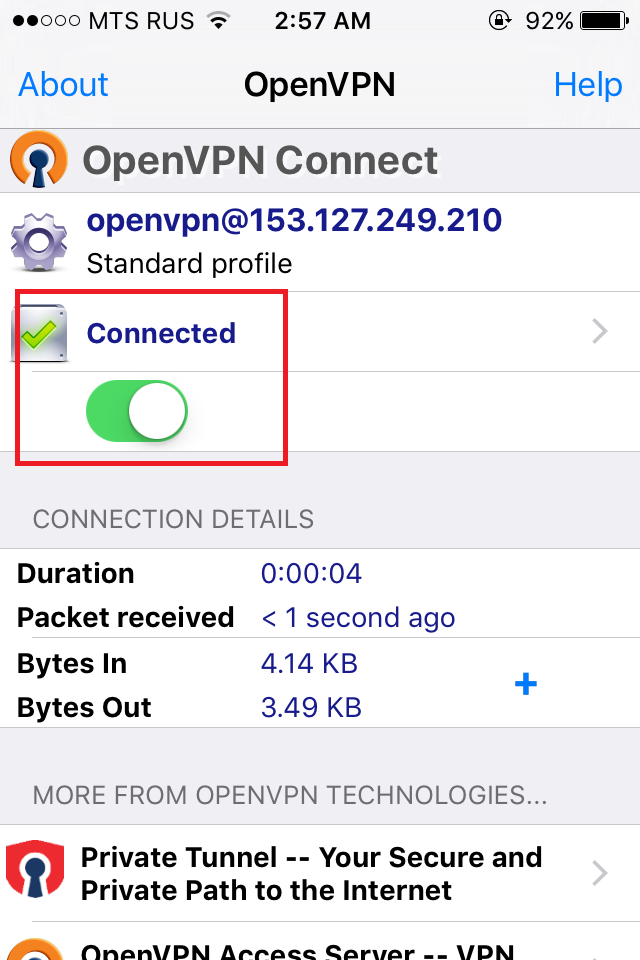 MTS RUS 2:57 AM 92%
About OpenVPN Help
OpenVPN Connect
openvpn@153.127.249.210
Standard profile
Connected
CONNECTION DETAILS
Duration 0:00:04
Packet received < 1 second ago
Bytes In 4.14 KB
+
Bytes Out 3.49 KB
MORE FROM OPENVPN TECHNOLOGIES...
Private Tunnel -- Your Secure and
Private Path to the Internet
OpenVPN Access Server -- VPN